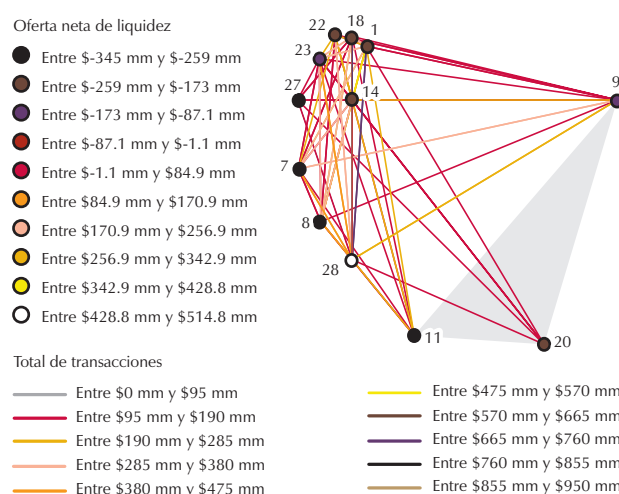 Oferta neta de liquidez
Entre $-345 mm y $-259 mm
Entre $-259 mm y $-173 mm
Entre $-173 mm y $-87.1 mm
Entre $-87.1 mm y $-1.1 mm
Entre $-1.1 mm y $84.9 mm
Entre $84.9 mm y $170.9 mm
Entre $170.9 mm y $256.9 mm
Entre $256.9 mm y $342.9 mm
Entre $342.9 mm y $428.8 mm
Entre $428.8 mm y $514.8 mm
22
18
1
23
27
14
9
7
8
28
11
20
Total de transacciones
Entre $0 mm y $95 mm
Entre $95 mm y $190 mm
Entre $190 mm y $285 mm
Entre $285 mm y $380 mm
Entre $380 mm y $475 mm
Entre $475 mm y $570 mm
Entre $570 mm y $665 mm
Entre $665 mm y $760 mm
Entre $760 mm y $855 mm
Entre $855 mm y $950 mm